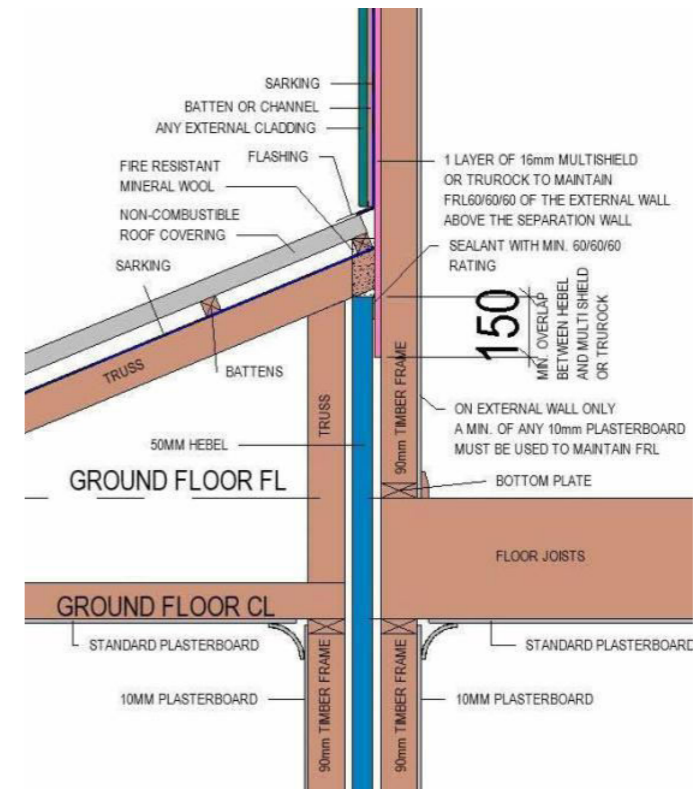 SARKING
BATTEN OR CHANNEL
ANY EXTERNAL CLADDING
FLASHING
FIRE RESISTANT
MINERAL WOOL
NON-COMBUSTIBLE
ROOF COVERING
SARKING
1 LAYER OF 16mm MULTISHIELD
OR TRUROCK TO MAINTAIN
FRL60/60/60 OF THE EXTERNAL WALL
ABOVE THE SEPARATION WALL
SEALANT WITH MIN. 60/60/60
RATING
150
MIN. OVERLAP
BETWEEN HEBEL
AND MULTI SHIELD
OR TRUROCK
TRUSS
BATTENS
TRUSS
90mm TIMBER FRAME
ON EXTERNAL WALL ONLY
A MIN. OF ANY 10mm PLASTERBOARD
MUST BE USED TO MAINTAIN FRL
50MM HEBEL
GROUND FLOOR FL
BOTTOM PLATE
FLOOR JOISTS
GROUND FLOOR CL
STANDARD PLASTERBOARD
STANDARD PLASTERBOARD
10MM PLASTERBOARD
90mm TIMBER FRAME
90mm TIMBER FRAME
10MM PLASTERBOARD